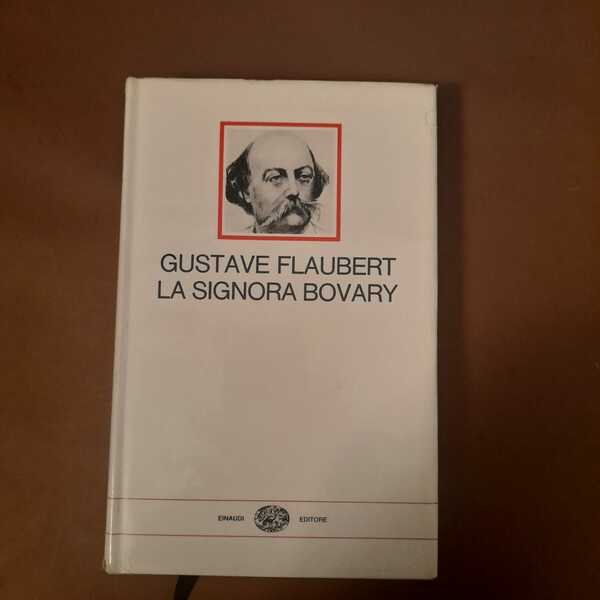 GUSTAVE FLAUBERT
LA SIGNORA BOVARY
EINAUDI EDITORE